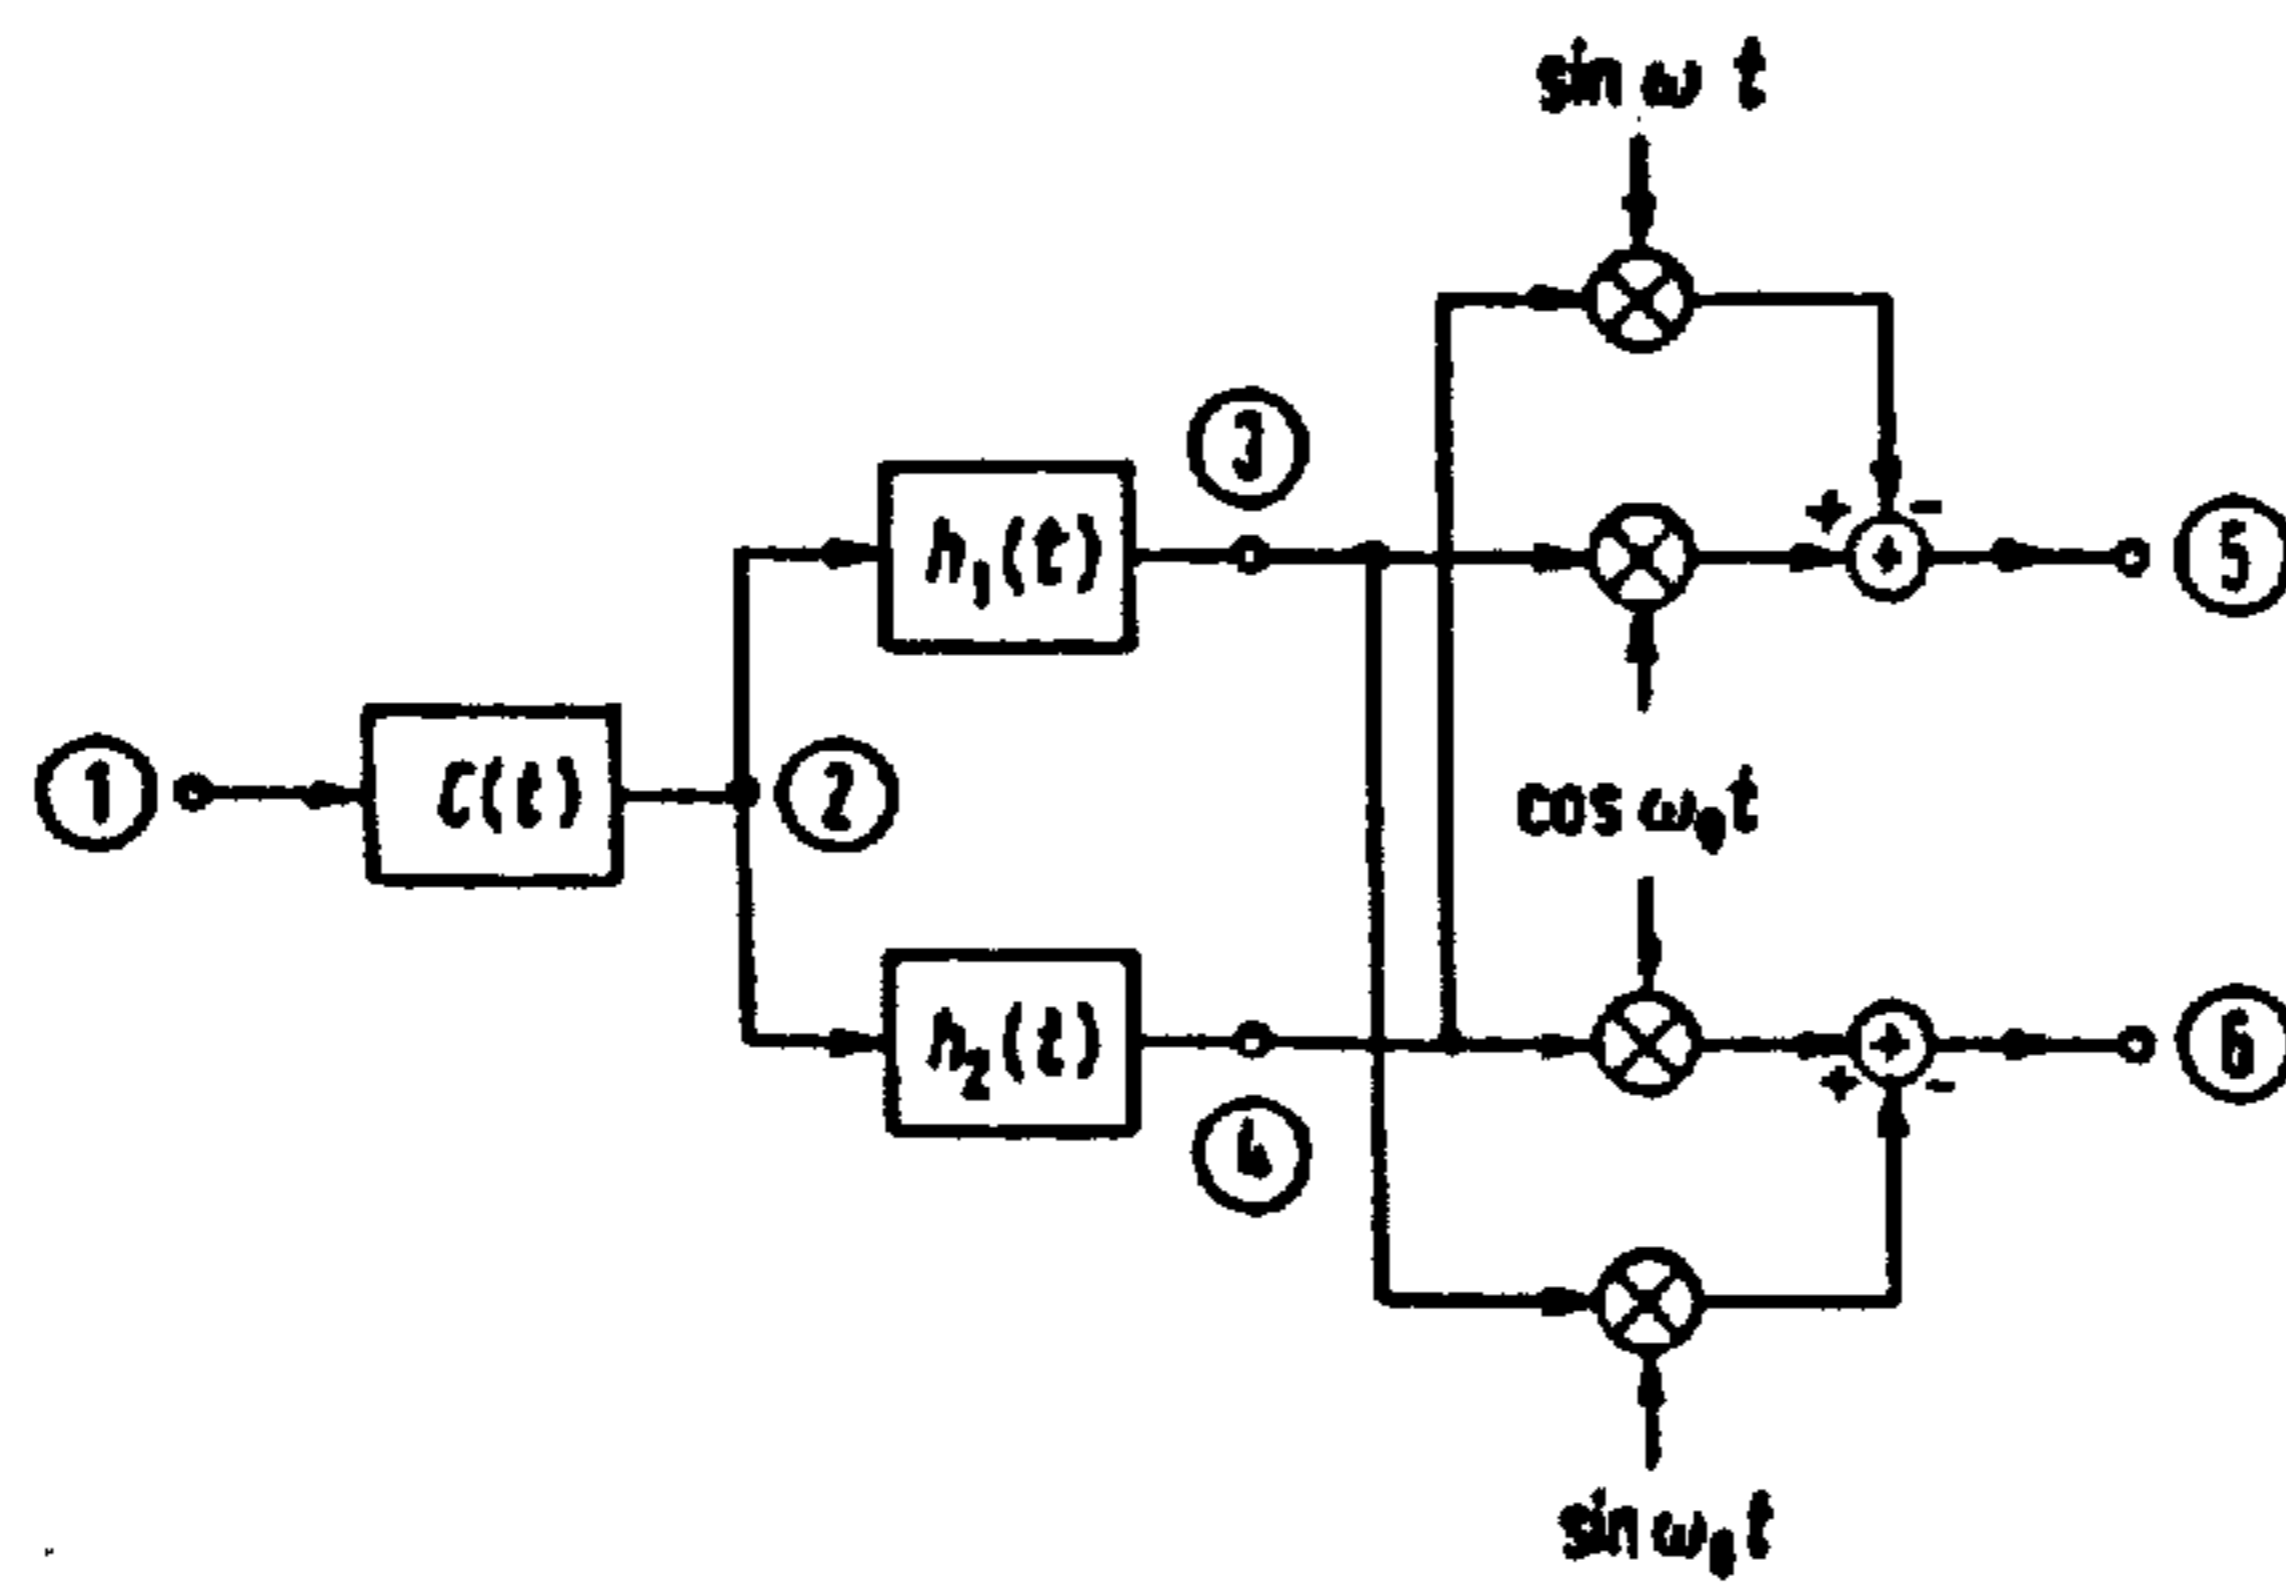 sin ω t
3
h₁(t)
+ -
5
1
C(t)
2
cos ω₀t
h₂(t)
6
+ -
4
sin ω₀t